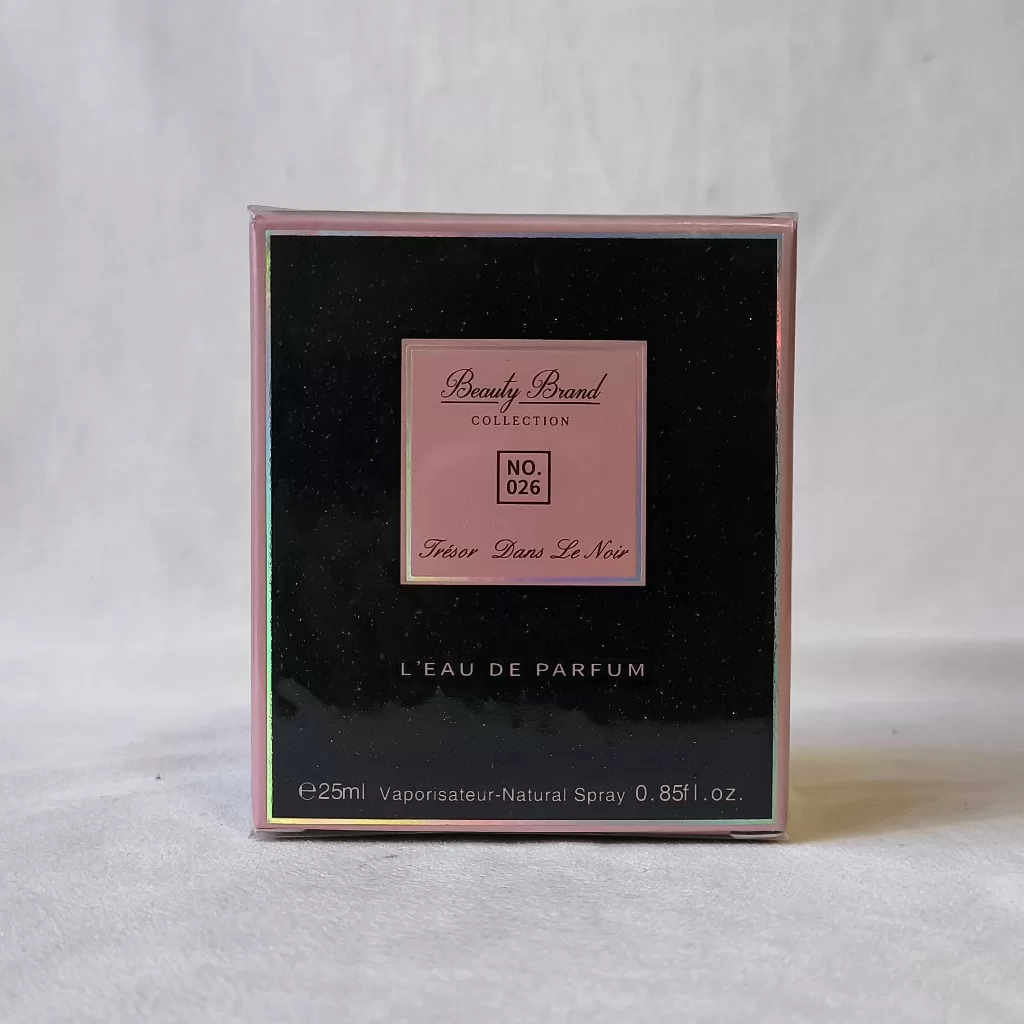 Beauty Brand
COLLECTION
NO.
026
Trésor Dans Le Noir
L'EAU DE PARFUM
℮25ml Vaporisateur-Natural Spray 0.85fl.oz.